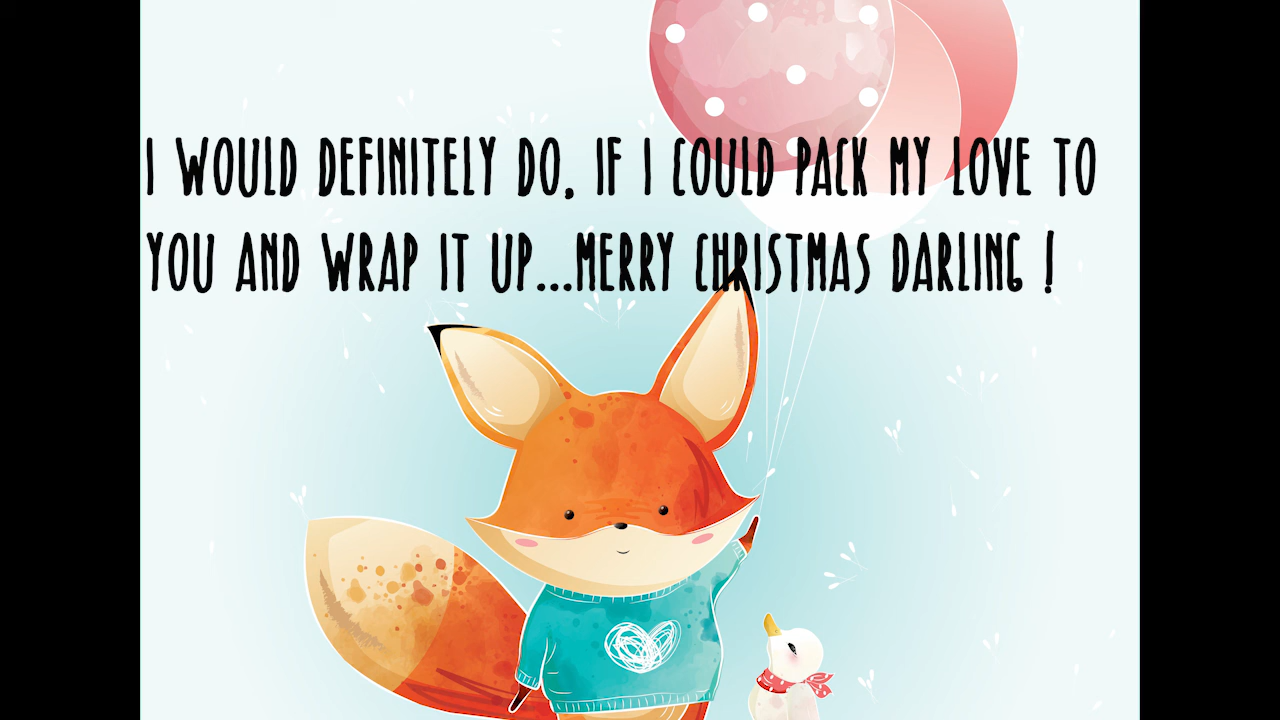 I WOULD DEFINITELY DO, IF I COULD PACK MY LOVE TO
YOU AND WRAP IT UP...MERRY CHRISTMAS DARLING !